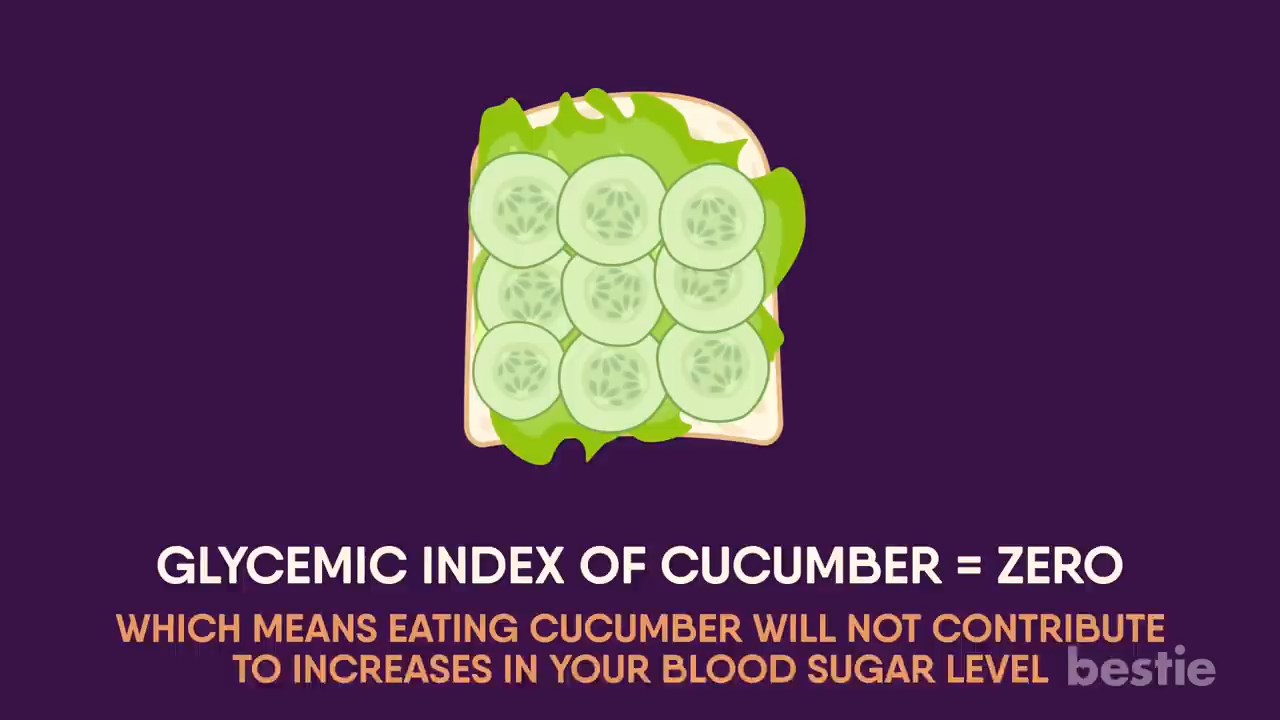 GLYCEMIC INDEX OF CUCUMBER = ZERO
WHICH MEANS EATING CUCUMBER WILL NOT CONTRIBUTE
TO INCREASES IN YOUR BLOOD SUGAR LEVEL
bestie